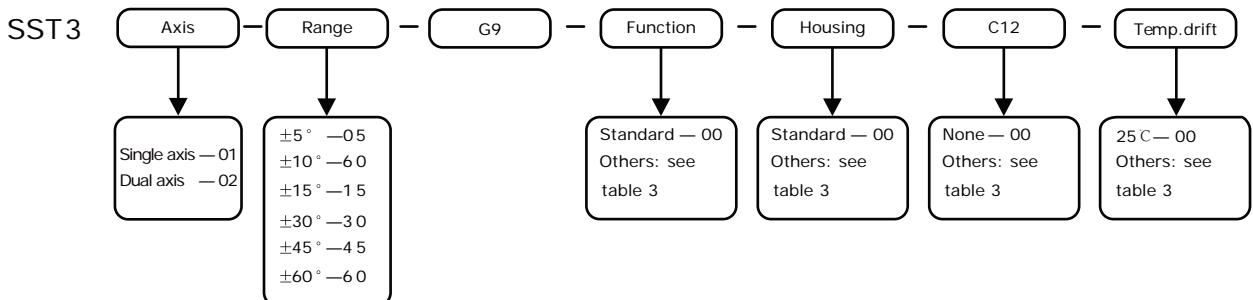 SST3 Axis — Range — G9 — Function — Housing — C12 — Temp.drift
Single axis — 01
Dual axis — 02
±5° —05
±10°—60
±15°—15
±30°—30
±45°—45
±60°—60
Standard — 00
Others: see
table 3
Standard — 00
Others: see
table 3
None — 00
Others: see
table 3
25℃— 00
Others: see
table 3